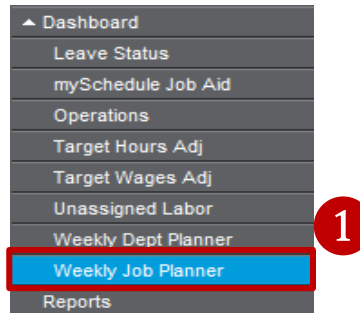 Dashboard
Leave Status
mySchedule Job Aid
Operations
Target Hours Adj
Target Wages Adj
Unassigned Labor
Weekly Dept Planner
1
Weekly Job Planner
Reports